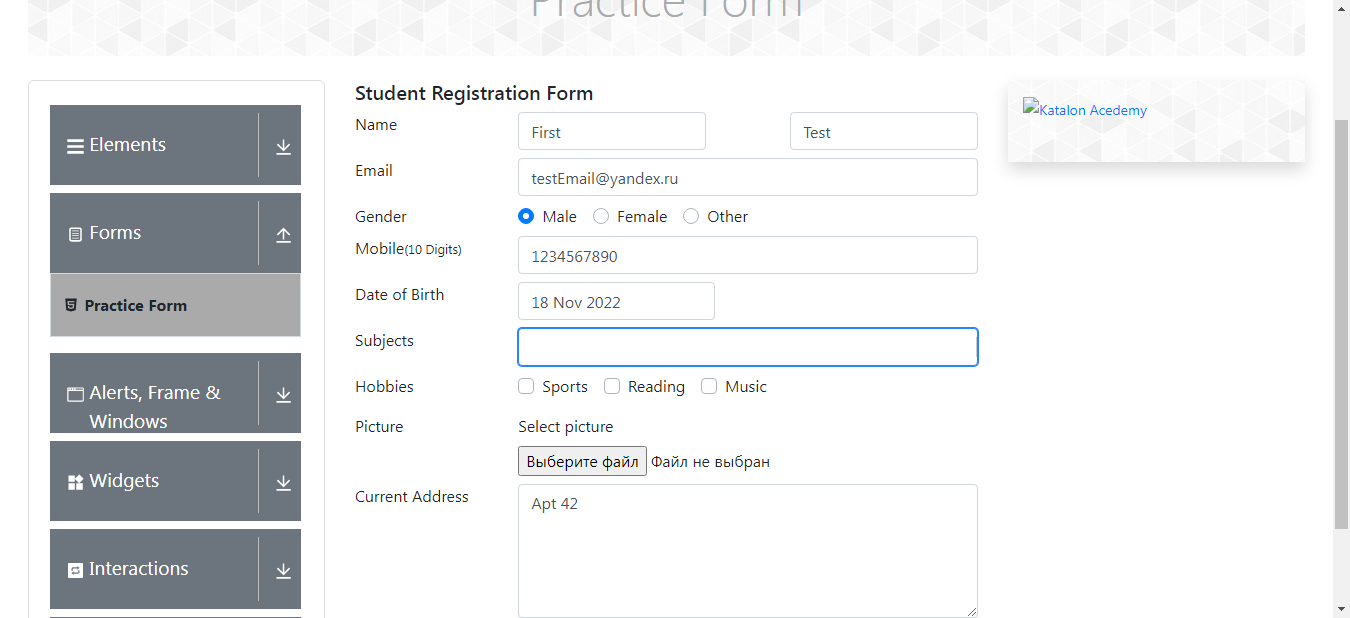 Practice Form
Elements
Forms
Practice Form
Alerts, Frame &
Windows
Widgets
Interactions
Student Registration Form
Name
First
Test
Email
testEmail@yandex.ru
Gender
Male
Female
Other
Mobile(10 Digits)
1234567890
Date of Birth
18 Nov 2022
Subjects
Hobbies
Sports
Reading
Music
Picture
Select picture
Выберите файл
Файл не выбран
Current Address
Apt 42
Katalon Acedemy